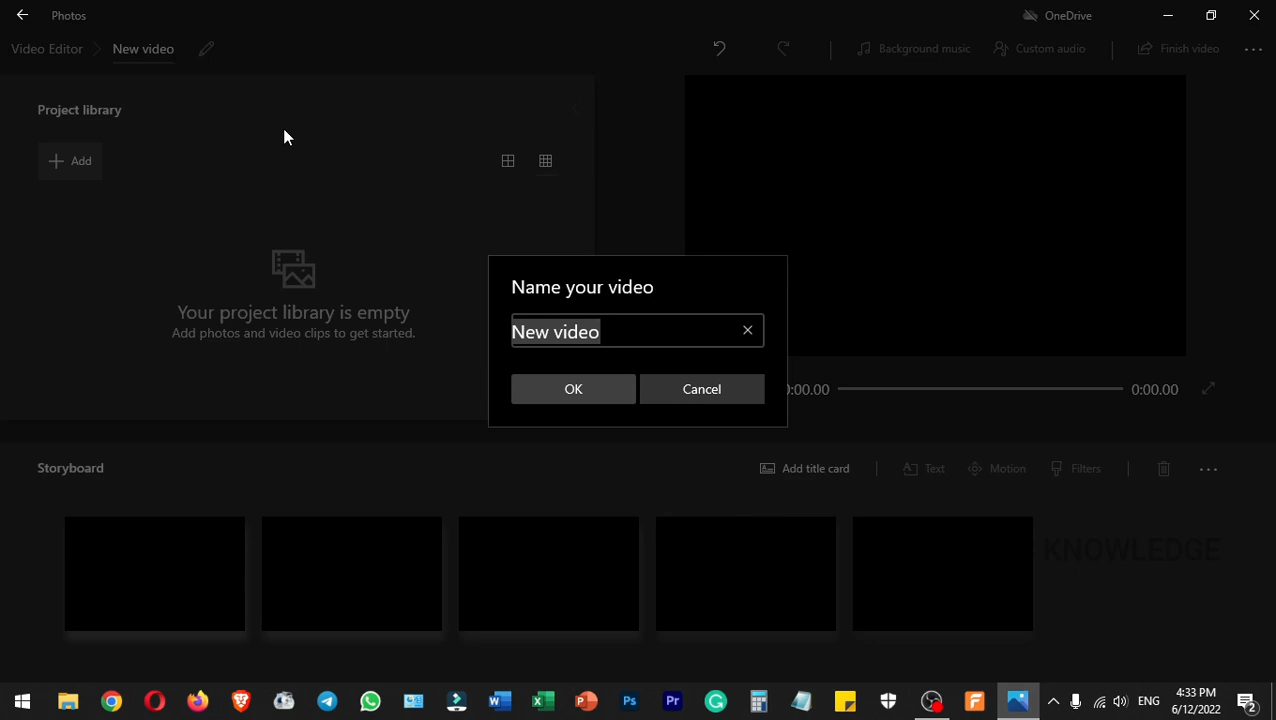 Photos
OneDrive
Video Editor
New video
Background music
Custom audio
Finish video
Project library
Add
Your project library is empty
Add photos and video clips to get started.
Name your video
New video
OK
Cancel
0:00.00
0:00.00
Storyboard
Add title card
Text
Motion
Filters
KNOWLEDGE
ENG
4:33 PM
6/12/2022
2